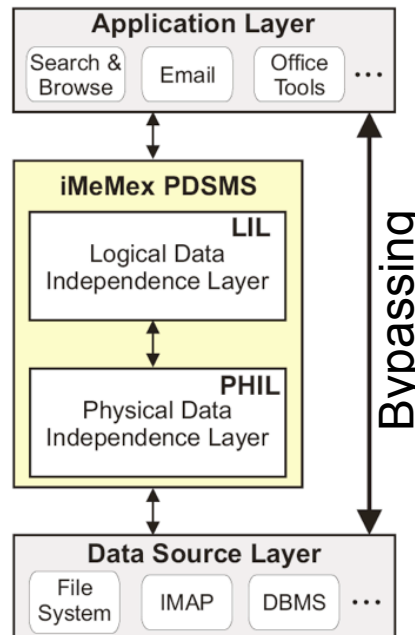 Application Layer
Search &
Browse
Email
Office
Tools
...
iMeMex PDSMS
LIL
Logical Data
Independence Layer
PHIL
Physical Data
Independence Layer
Bypassing
Data Source Layer
File
System
IMAP
DBMS
...